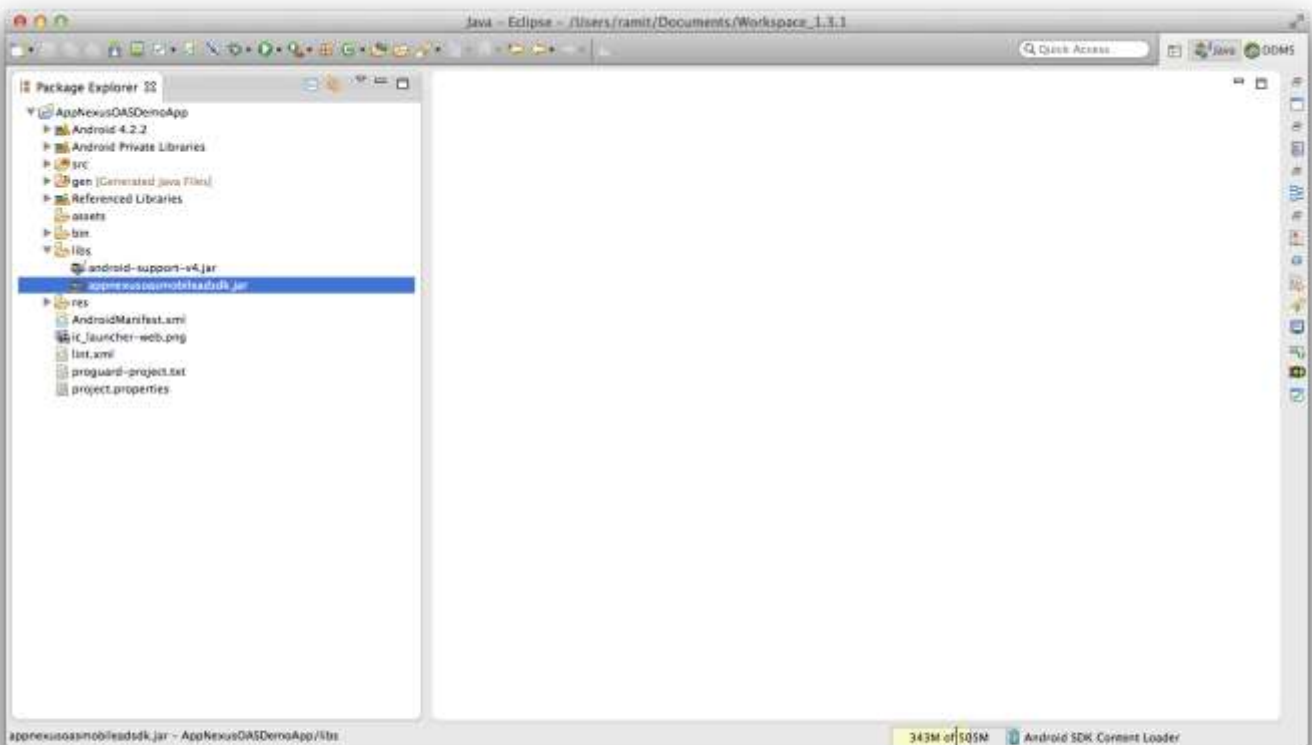 Java - Eclipse - /Users/ramit/Documents/Workspace_1.3.1
Quick Access
Java
DDMS
Package Explorer
AppNexusOASDemoApp
Android 4.2.2
Android Private Libraries
src
gen [Generated Java Files]
Referenced Libraries
assets
bin
libs
android-support-v4.jar
appnexusoasmobileadsdk.jar
res
AndroidManifest.xml
ic_launcher-web.png
lint.xml
proguard-project.txt
project.properties
appnexusoasmobileadsdk.jar - AppNexusOASDemoApp/libs
343M of 505M
Android SDK Content Loader